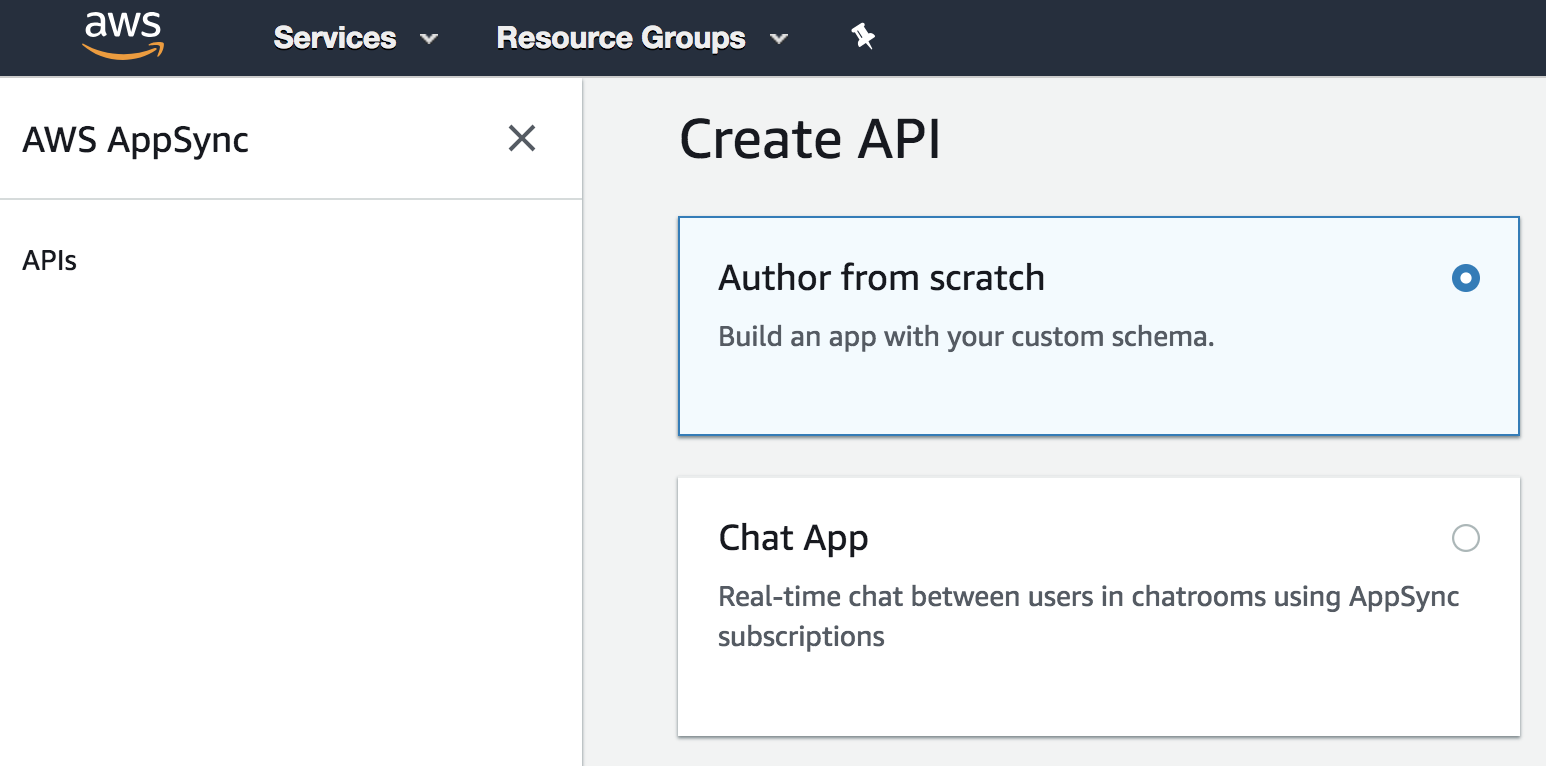 aws
Services
Resource Groups
AWS AppSync
APIs
Create API
Author from scratch
Build an app with your custom schema.
Chat App
Real-time chat between users in chatrooms using AppSync
subscriptions